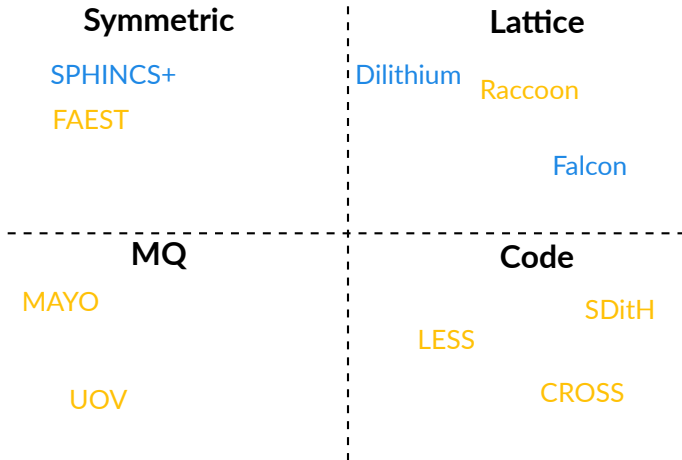 Symmetric
SPHINCS+
FAEST
Lattice
Dilithium
Raccoon
Falcon
MQ
MAYO
UOV
Code
SDitH
LESS
CROSS